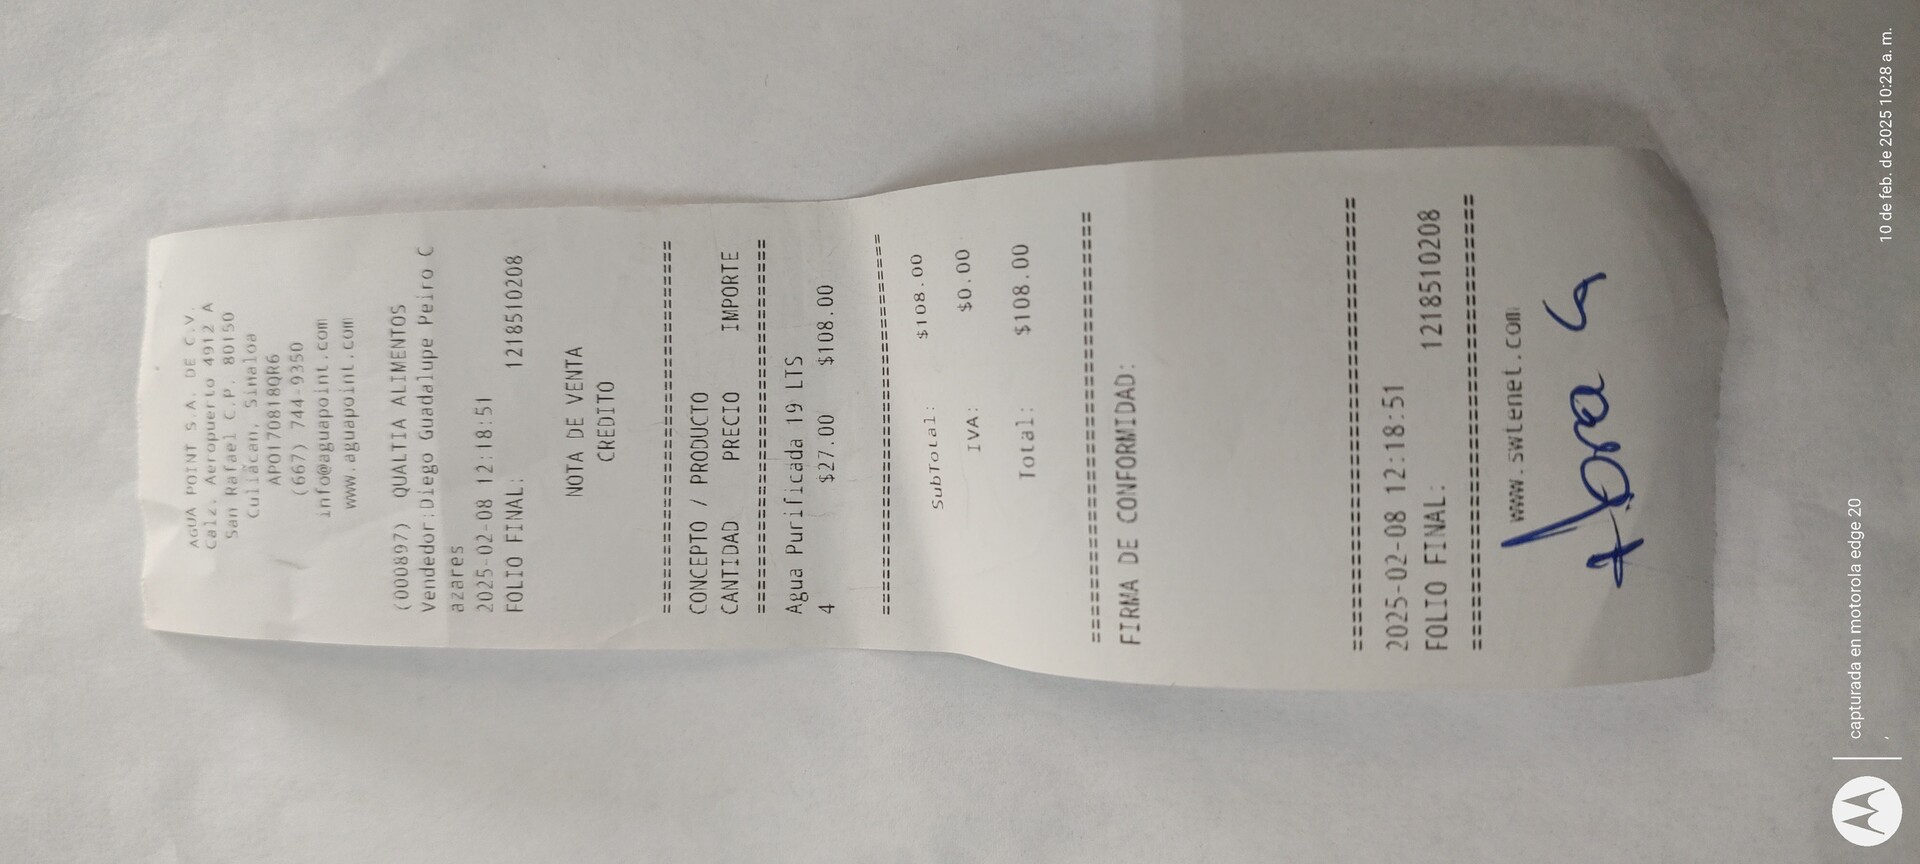 AGUA POINT S.A. DE C.V.
Calz. Aeropuerto 4912 A
San Rafael C.P. 80150
Culiacan, Sinaloa
APO170818QR6
(667) 744-9350
info@aguapoint.com
www.aguapoint.com
(000897) QUALTIA ALIMENTOS
Vendedor:Diego Guadalupe Peiro C
azares
2025-02-08 12:18:51
FOLIO FINAL: 1218510208
NOTA DE VENTA
CREDITO
================================
CONCEPTO / PRODUCTO
CANTIDAD PRECIO IMPORTE
================================
Agua Purificada 19 LTS
4 $27.00 $108.00
================================
SubTotal: $108.00
IVA: $0.00
Total: $108.00
================================
FIRMA DE CONFORMIDAD:
================================
2025-02-08 12:18:51
FOLIO FINAL: 1218510208
================================
www.swtenet.com
capturada en motorola edge 20
10 de feb. de 2025 10:28 a. m.